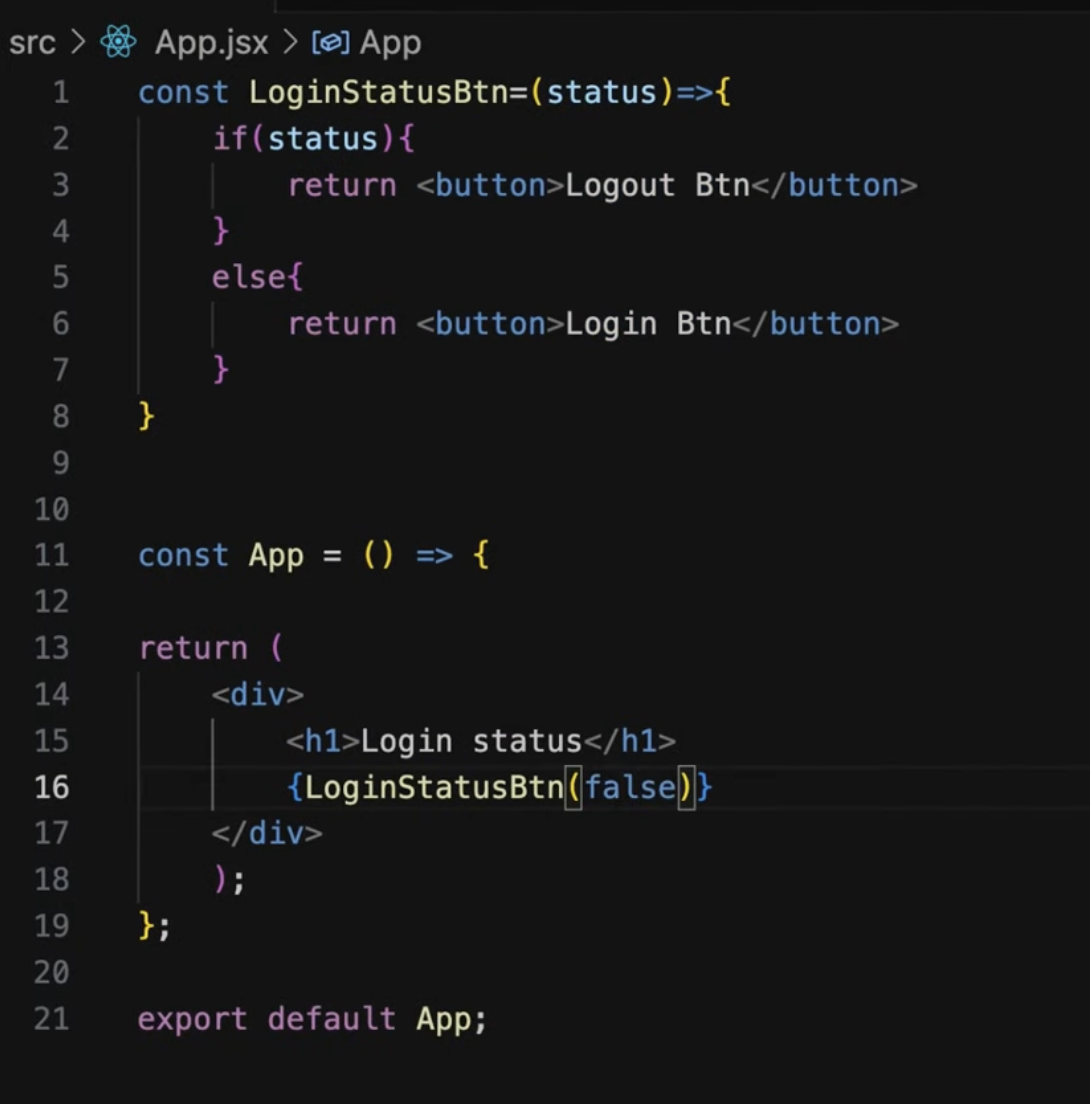 src > App.jsx > App
1 const LoginStatusBtn=(status)=>{
2     if(status){
3         return <button>Logout Btn</button>
4     }
5     else{
6         return <button>Login Btn</button>
7     }
8 }
9
10
11 const App = () => {
12
13 return (
14     <div>
15         <h1>Login status</h1>
16         {LoginStatusBtn(false)}
17     </div>
18     );
19 };
20
21 export default App;